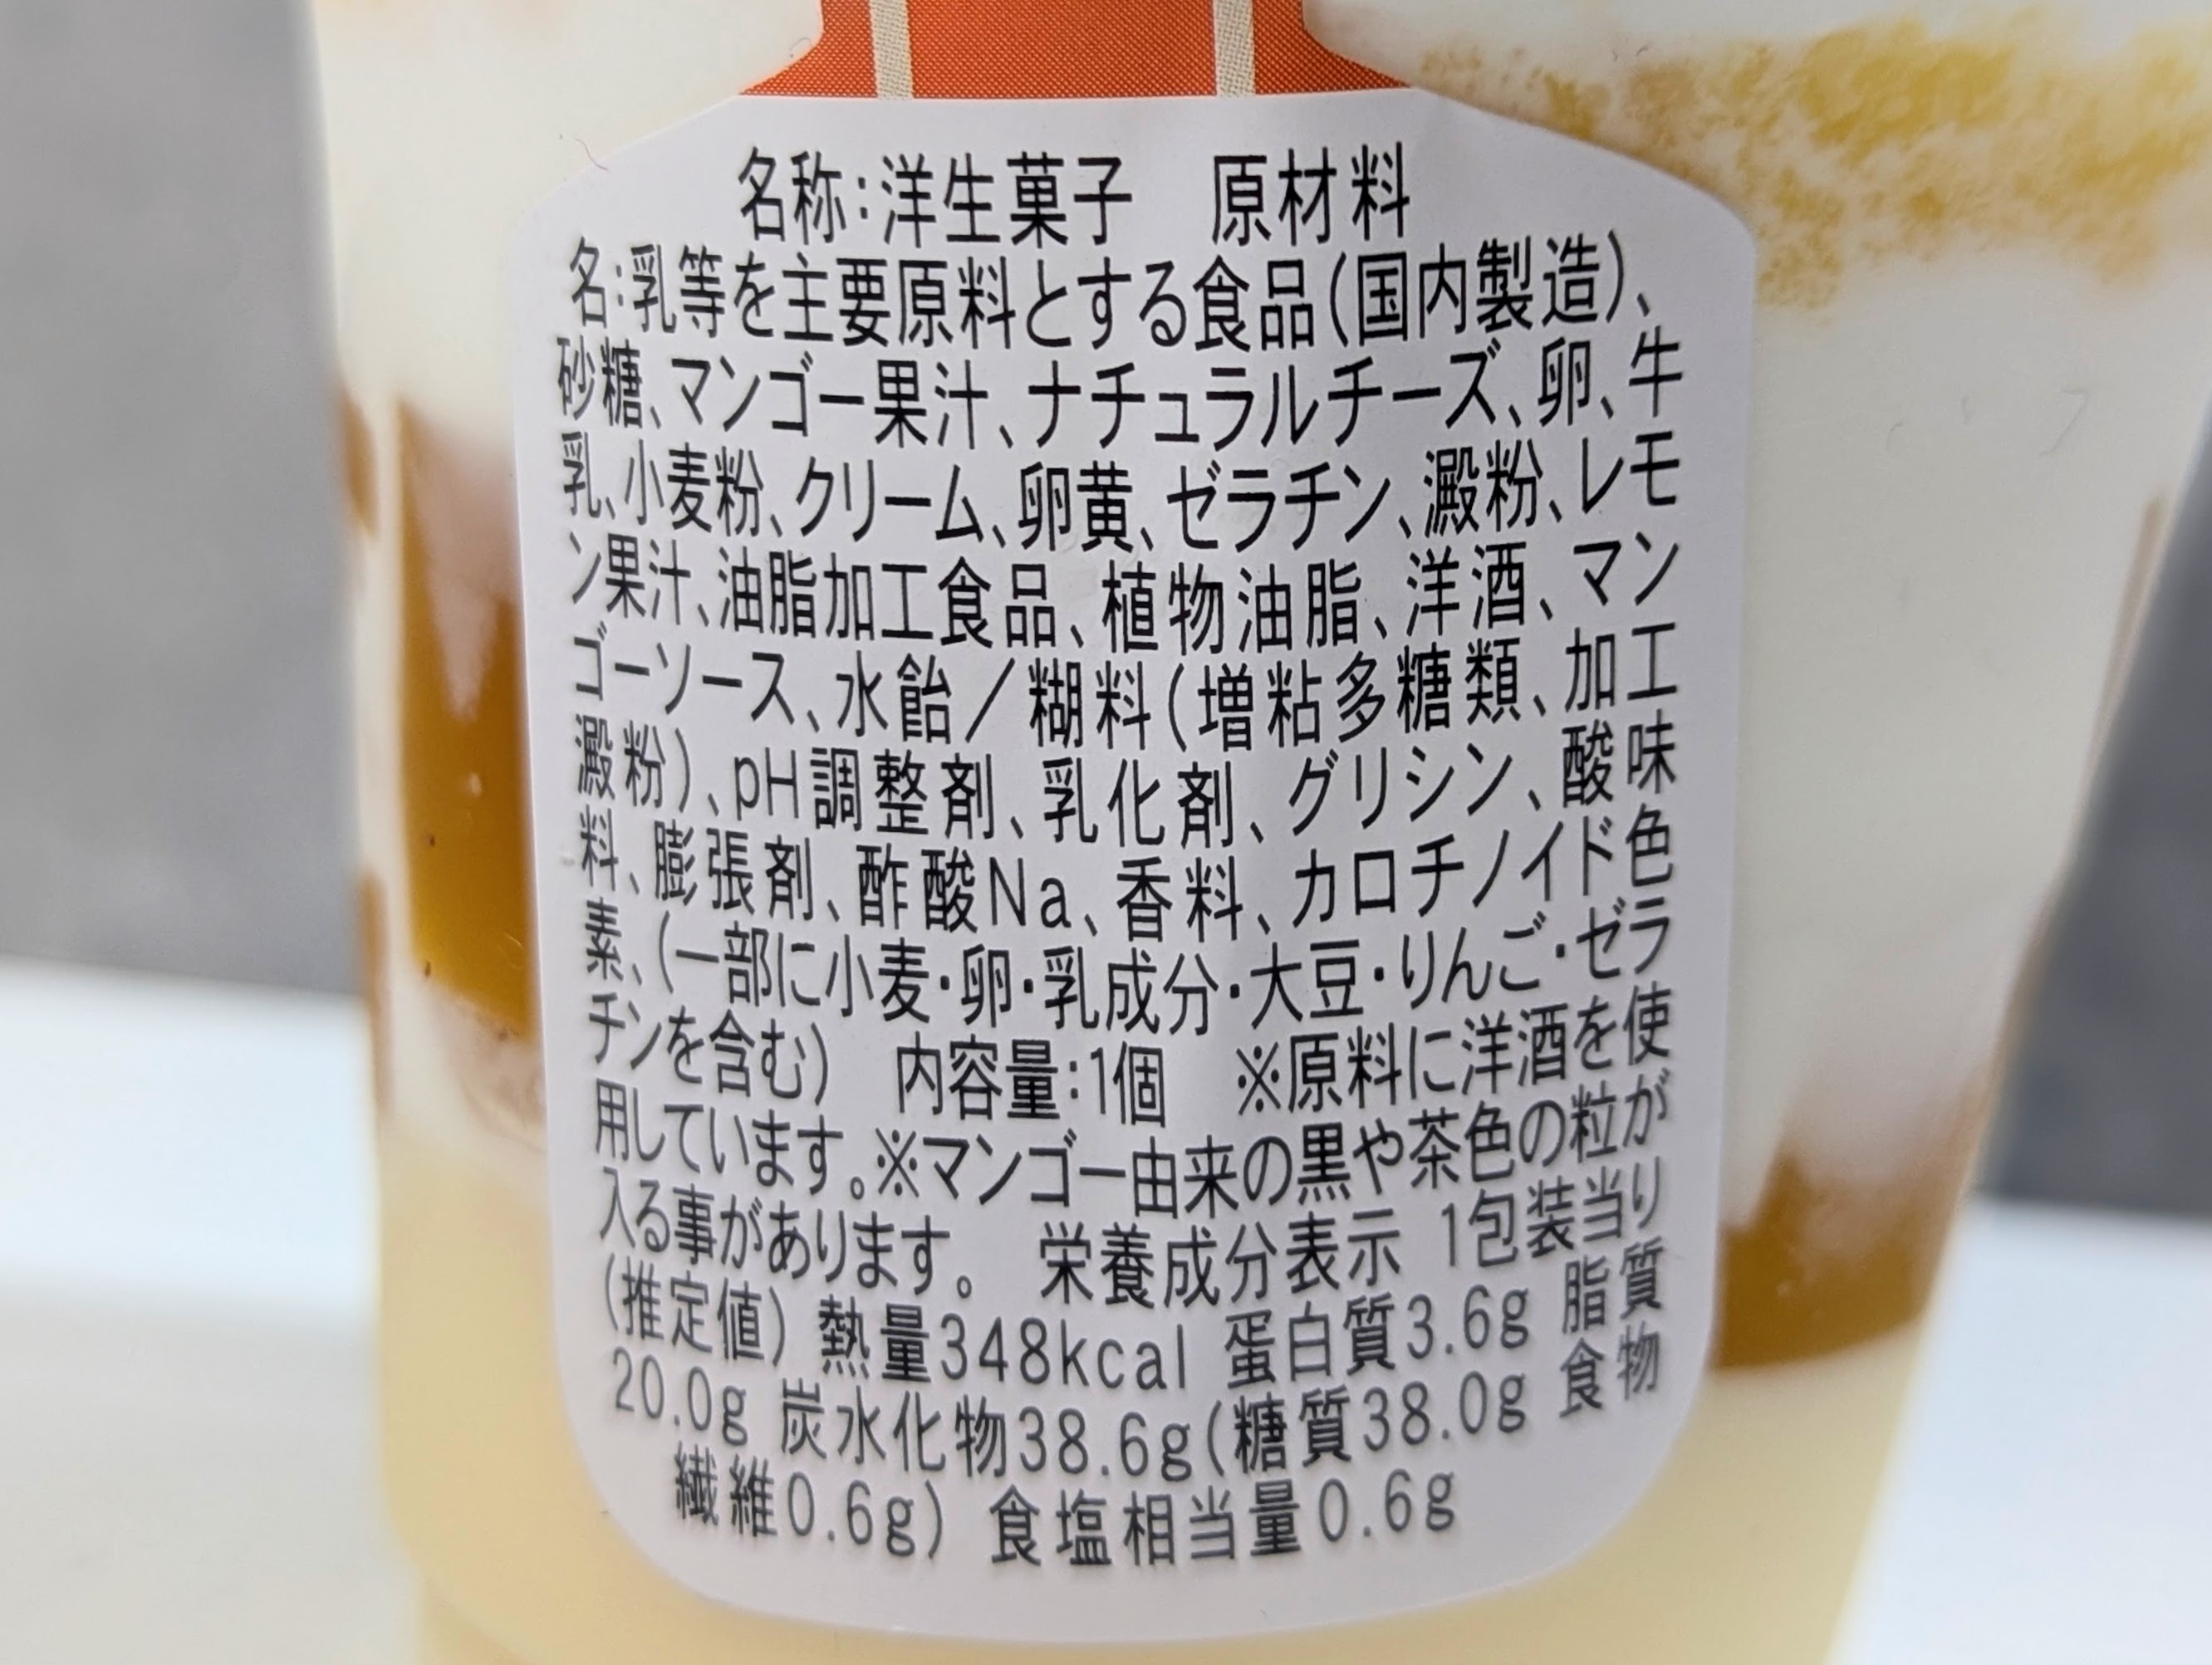 名称:洋生菓子　原材料
名:乳等を主要原料とする食品(国内製造)、
砂糖、マンゴー果汁、ナチュラルチーズ、卵、牛
乳、小麦粉、クリーム、卵黄、ゼラチン、澱粉、レモ
ン果汁、油脂加工食品、植物油脂、洋酒、マン
ゴーソース、水飴／糊料(増粘多糖類、加工
澱粉)、pH調整剤、乳化剤、グリシン、酸味
料、膨張剤、酢酸Na、香料、カロチノイド色
素、(一部に小麦・卵・乳成分・大豆・りんご・ゼラ
チンを含む)　内容量:1個　※原料に洋酒を使
用しています。※マンゴー由来の黒や茶色の粒が
入る事があります。　栄養成分表示 1包装当り
(推定値) 熱量348kcal 蛋白質3.6g 脂質
20.0g 炭水化物38.6g(糖質38.0g 食物
繊維0.6g) 食塩相当量0.6g